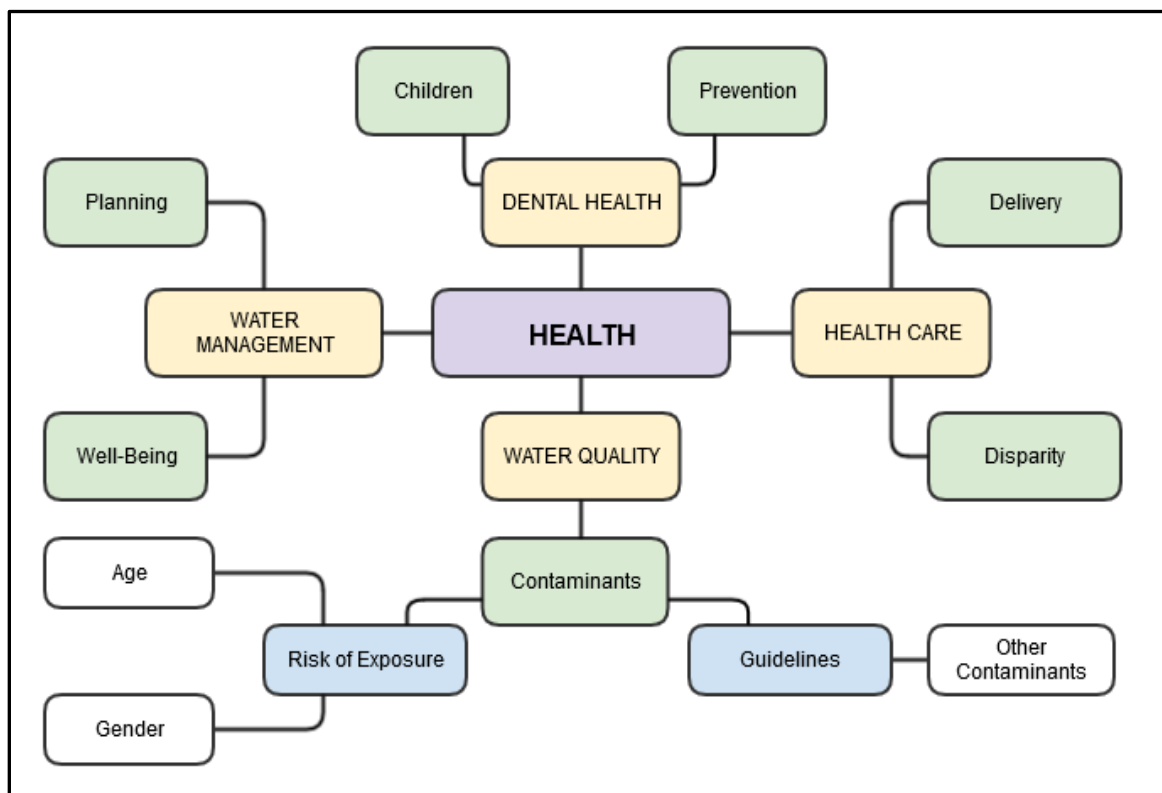 Children
Prevention
Planning
DENTAL HEALTH
Delivery
WATER
MANAGEMENT
HEALTH
HEALTH CARE
Well-Being
WATER QUALITY
Disparity
Age
Contaminants
Risk of Exposure
Guidelines
Other
Contaminants
Gender